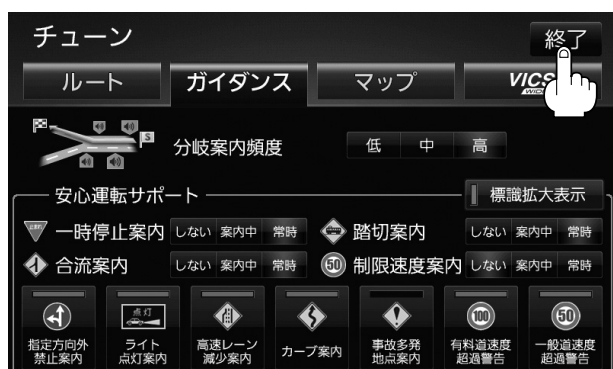 チューン
終了
ルート ガイダンス マップ VICS
分岐案内頻度 低 中 高
安心運転サポート 標識拡大表示
一時停止案内 しない 案内中 常時 踏切案内 しない 案内中 常時
合流案内 しない 案内中 常時 50 制限速度案内 しない 案内中 常時
指定方向外
禁止案内
点灯
ライト
点灯案内
高速レーン
減少案内
カーブ案内
事故多発
地点案内
100
有料道速度
超過警告
50
一般道速度
超過警告
S